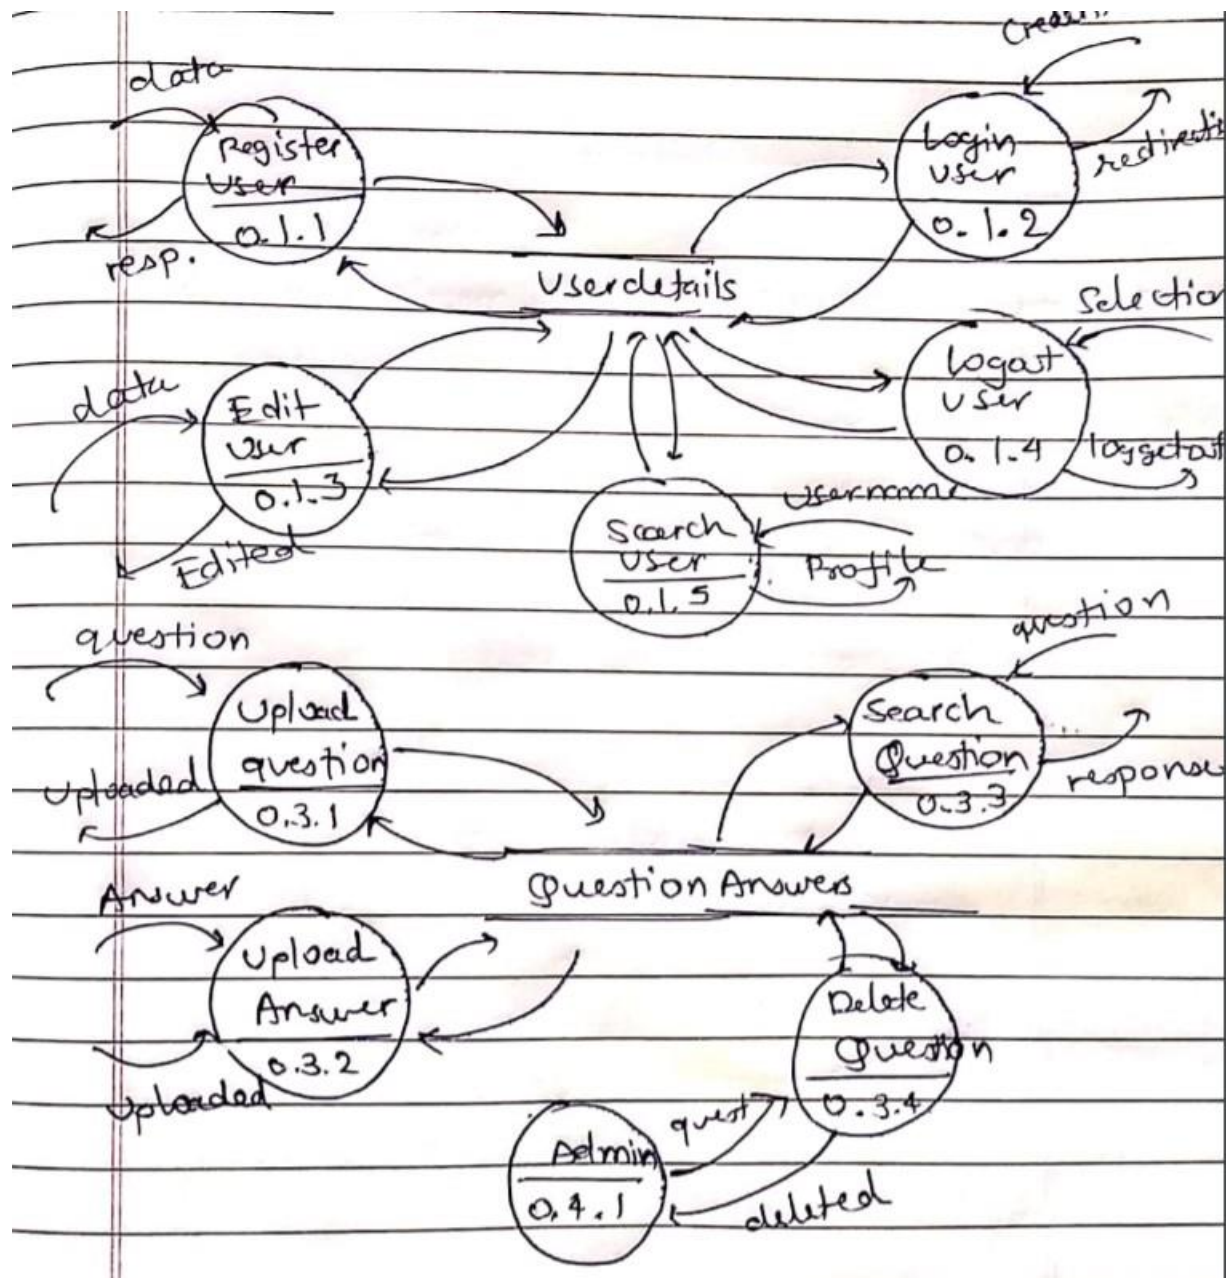 data
Register
User
0.1.1
resp.
Login
User
0.1.2
Userdetails
Selection
Logout
User
0.1.4
data
Edit
User
0.1.3
Edited
Search
User
0.1.5
Username
Profile
question
Upload
question
0.3.1
Uploaded
question
Search
Question
0.3.3
response
Question Answers
Answer
Upload
Answer
0.3.2
Uploaded
Delete
Question
0.3.4
quest
Admin
0.4.1
deleted